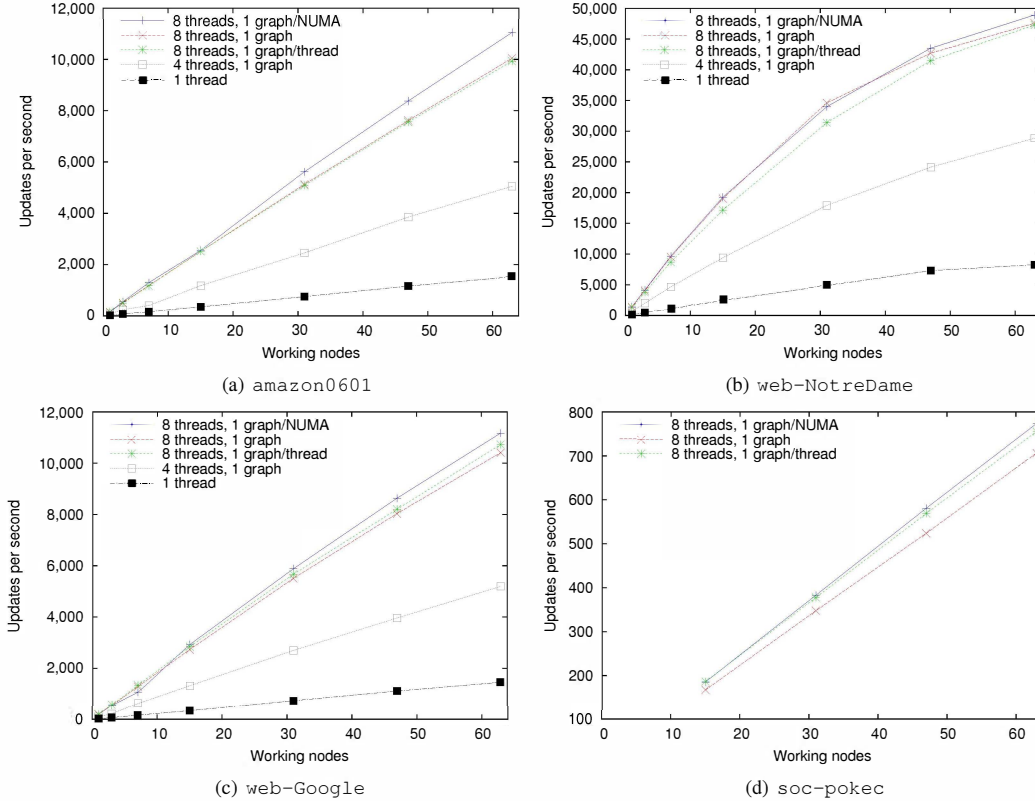 12,000
10,000
8,000
6,000
4,000
2,000
0
Updates per second
8 threads, 1 graph/NUMA
8 threads, 1 graph
8 threads, 1 graph/thread
4 threads, 1 graph
1 thread
0 10 20 30 40 50 60
Working nodes
(a) amazon0601
50,000
45,000
40,000
35,000
30,000
25,000
20,000
15,000
10,000
5,000
0
Updates per second
8 threads, 1 graph/NUMA
8 threads, 1 graph
8 threads, 1 graph/thread
4 threads, 1 graph
1 thread
0 10 20 30 40 50 60
Working nodes
(b) web-NotreDame
12,000
10,000
8,000
6,000
4,000
2,000
0
Updates per second
8 threads, 1 graph/NUMA
8 threads, 1 graph
8 threads, 1 graph/thread
4 threads, 1 graph
1 thread
0 10 20 30 40 50 60
Working nodes
(c) web-Google
800
700
600
500
400
300
200
100
Updates per second
8 threads, 1 graph/NUMA
8 threads, 1 graph
8 threads, 1 graph/thread
0 10 20 30 40 50 60
Working nodes
(d) soc-pokec